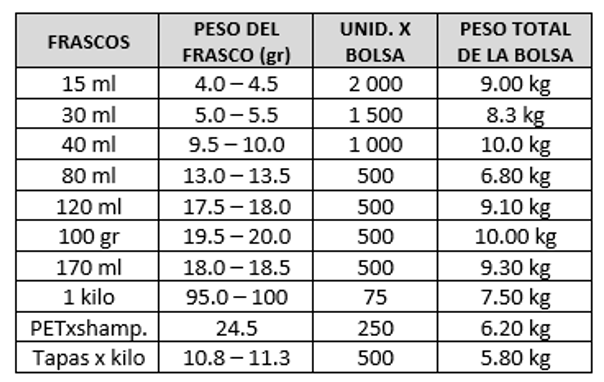 FRASCOS PESO DEL FRASCO (gr) UNID. X BOLSA PESO TOTAL DE LA BOLSA
15 ml 4.0 – 4.5 2 000 9.00 kg
30 ml 5.0 – 5.5 1 500 8.3 kg
40 ml 9.5 – 10.0 1 000 10.0 kg
80 ml 13.0 – 13.5 500 6.80 kg
120 ml 17.5 – 18.0 500 9.10 kg
100 gr 19.5 – 20.0 500 10.00 kg
170 ml 18.0 – 18.5 500 9.30 kg
1 kilo 95.0 – 100 75 7.50 kg
PETxshamp. 24.5 250 6.20 kg
Tapas x kilo 10.8 – 11.3 500 5.80 kg